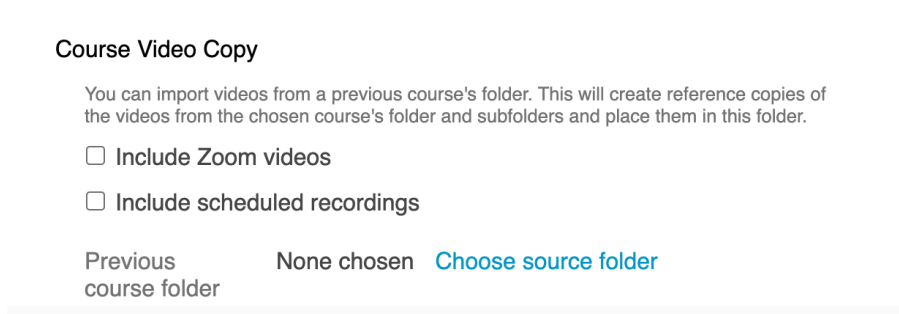 Course Video Copy
You can import videos from a previous course's folder. This will create reference copies of
the videos from the chosen course's folder and subfolders and place them in this folder.
Include Zoom videos
Include scheduled recordings
Previous None chosen Choose source folder
course folder